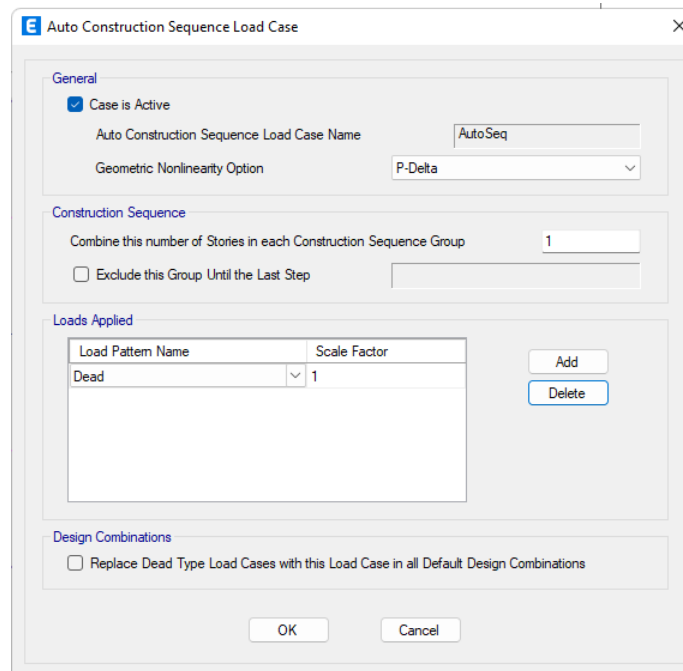 E Auto Construction Sequence Load Case
General
Case is Active
Auto Construction Sequence Load Case Name AutoSeq
Geometric Nonlinearity Option P-Delta
Construction Sequence
Combine this number of Stories in each Construction Sequence Group 1
Exclude this Group Until the Last Step
Loads Applied
Load Pattern Name Scale Factor
Dead 1
Add
Delete
Design Combinations
Replace Dead Type Load Cases with this Load Case in all Default Design Combinations
OK Cancel